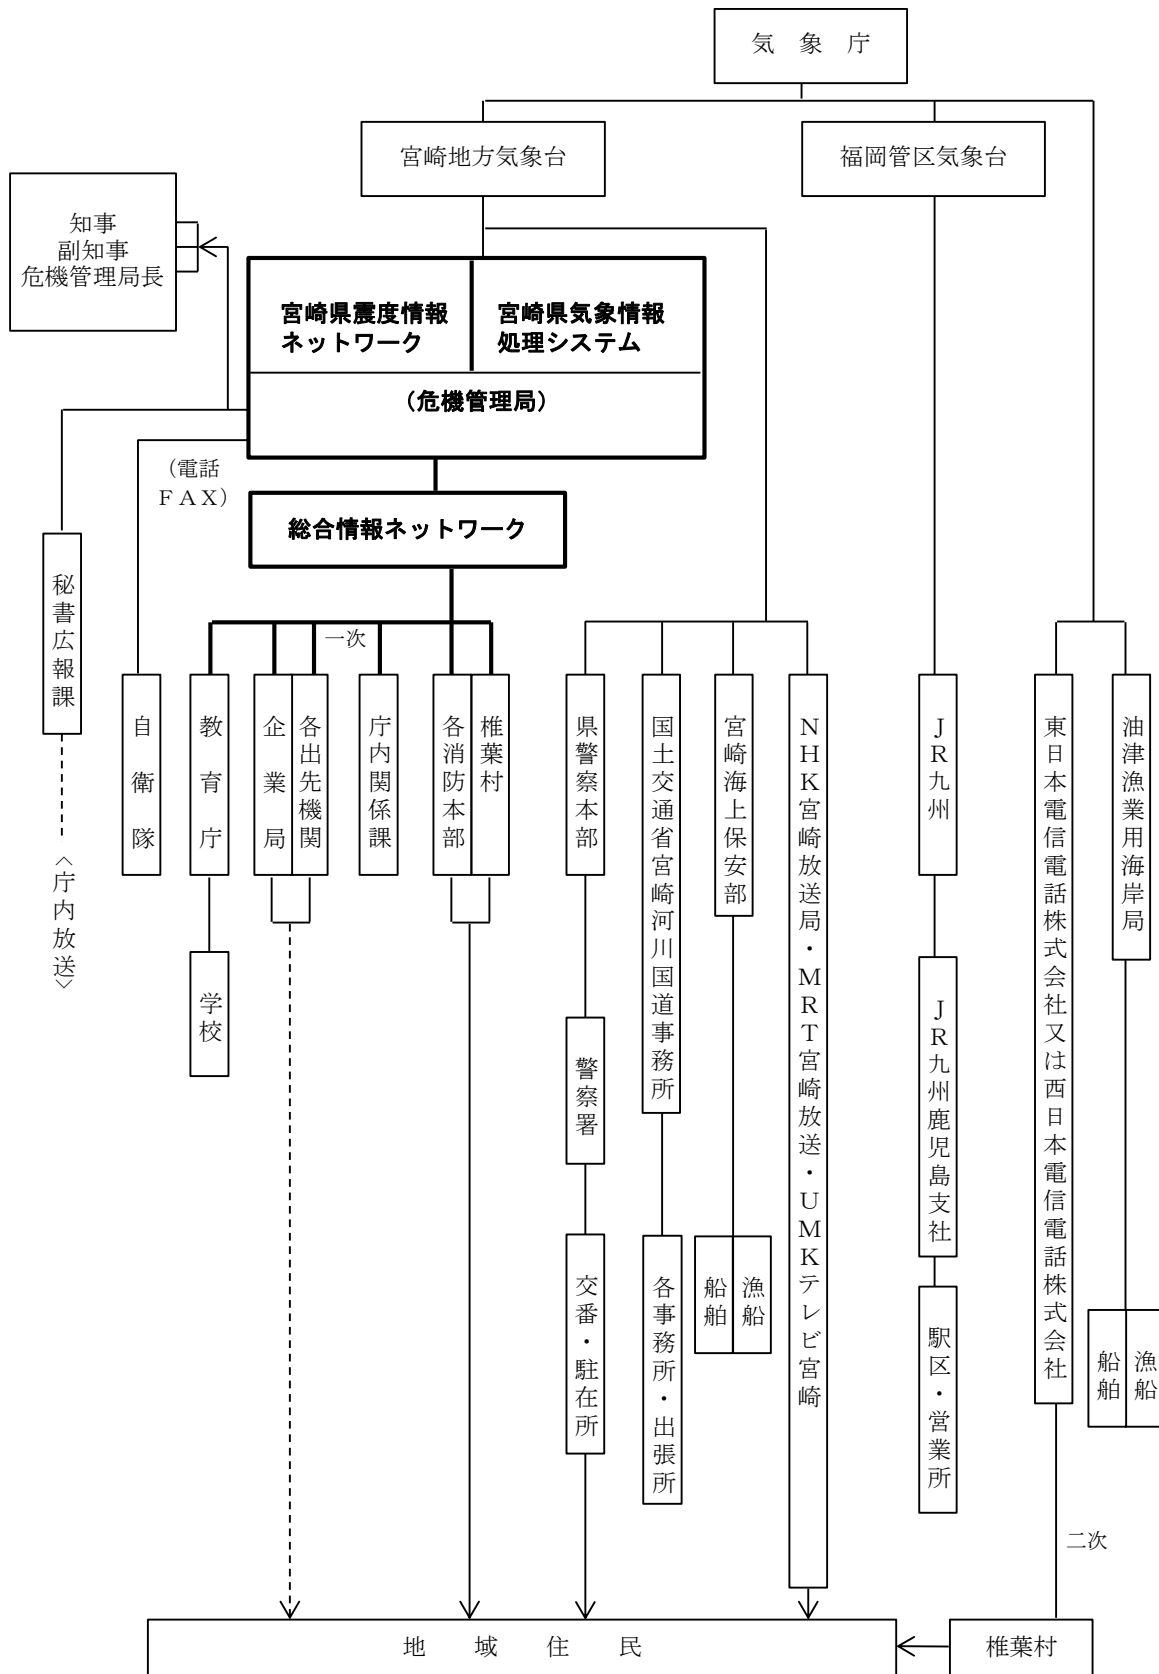 気　象　庁
宮崎地方気象台
福岡管区気象台
知事
副知事
危機管理局長
宮崎県震度情報
ネットワーク
宮崎県気象情報
処理システム
（危機管理局）
（電話
ＦＡＸ）
総合情報ネットワーク
一次
秘書広報課
〈庁内放送〉
自衛隊
教育庁
学校
企業局
各出先機関
庁内関係課
各消防本部
椎葉村
県警察本部
警察署
交番・駐在所
国土交通省宮崎河川国道事務所
各事務所・出張所
宮崎海上保安部
船舶
漁船
ＮＨＫ宮崎放送局・ＭＲＴ宮崎放送・ＵＭＫテレビ宮崎
ＪＲ九州
ＪＲ九州鹿児島支社
駅区・営業所
東日本電信電話株式会社又は西日本電信電話株式会社
油津漁業用海岸局
船舶
漁船
二次
地　域　住　民
椎葉村